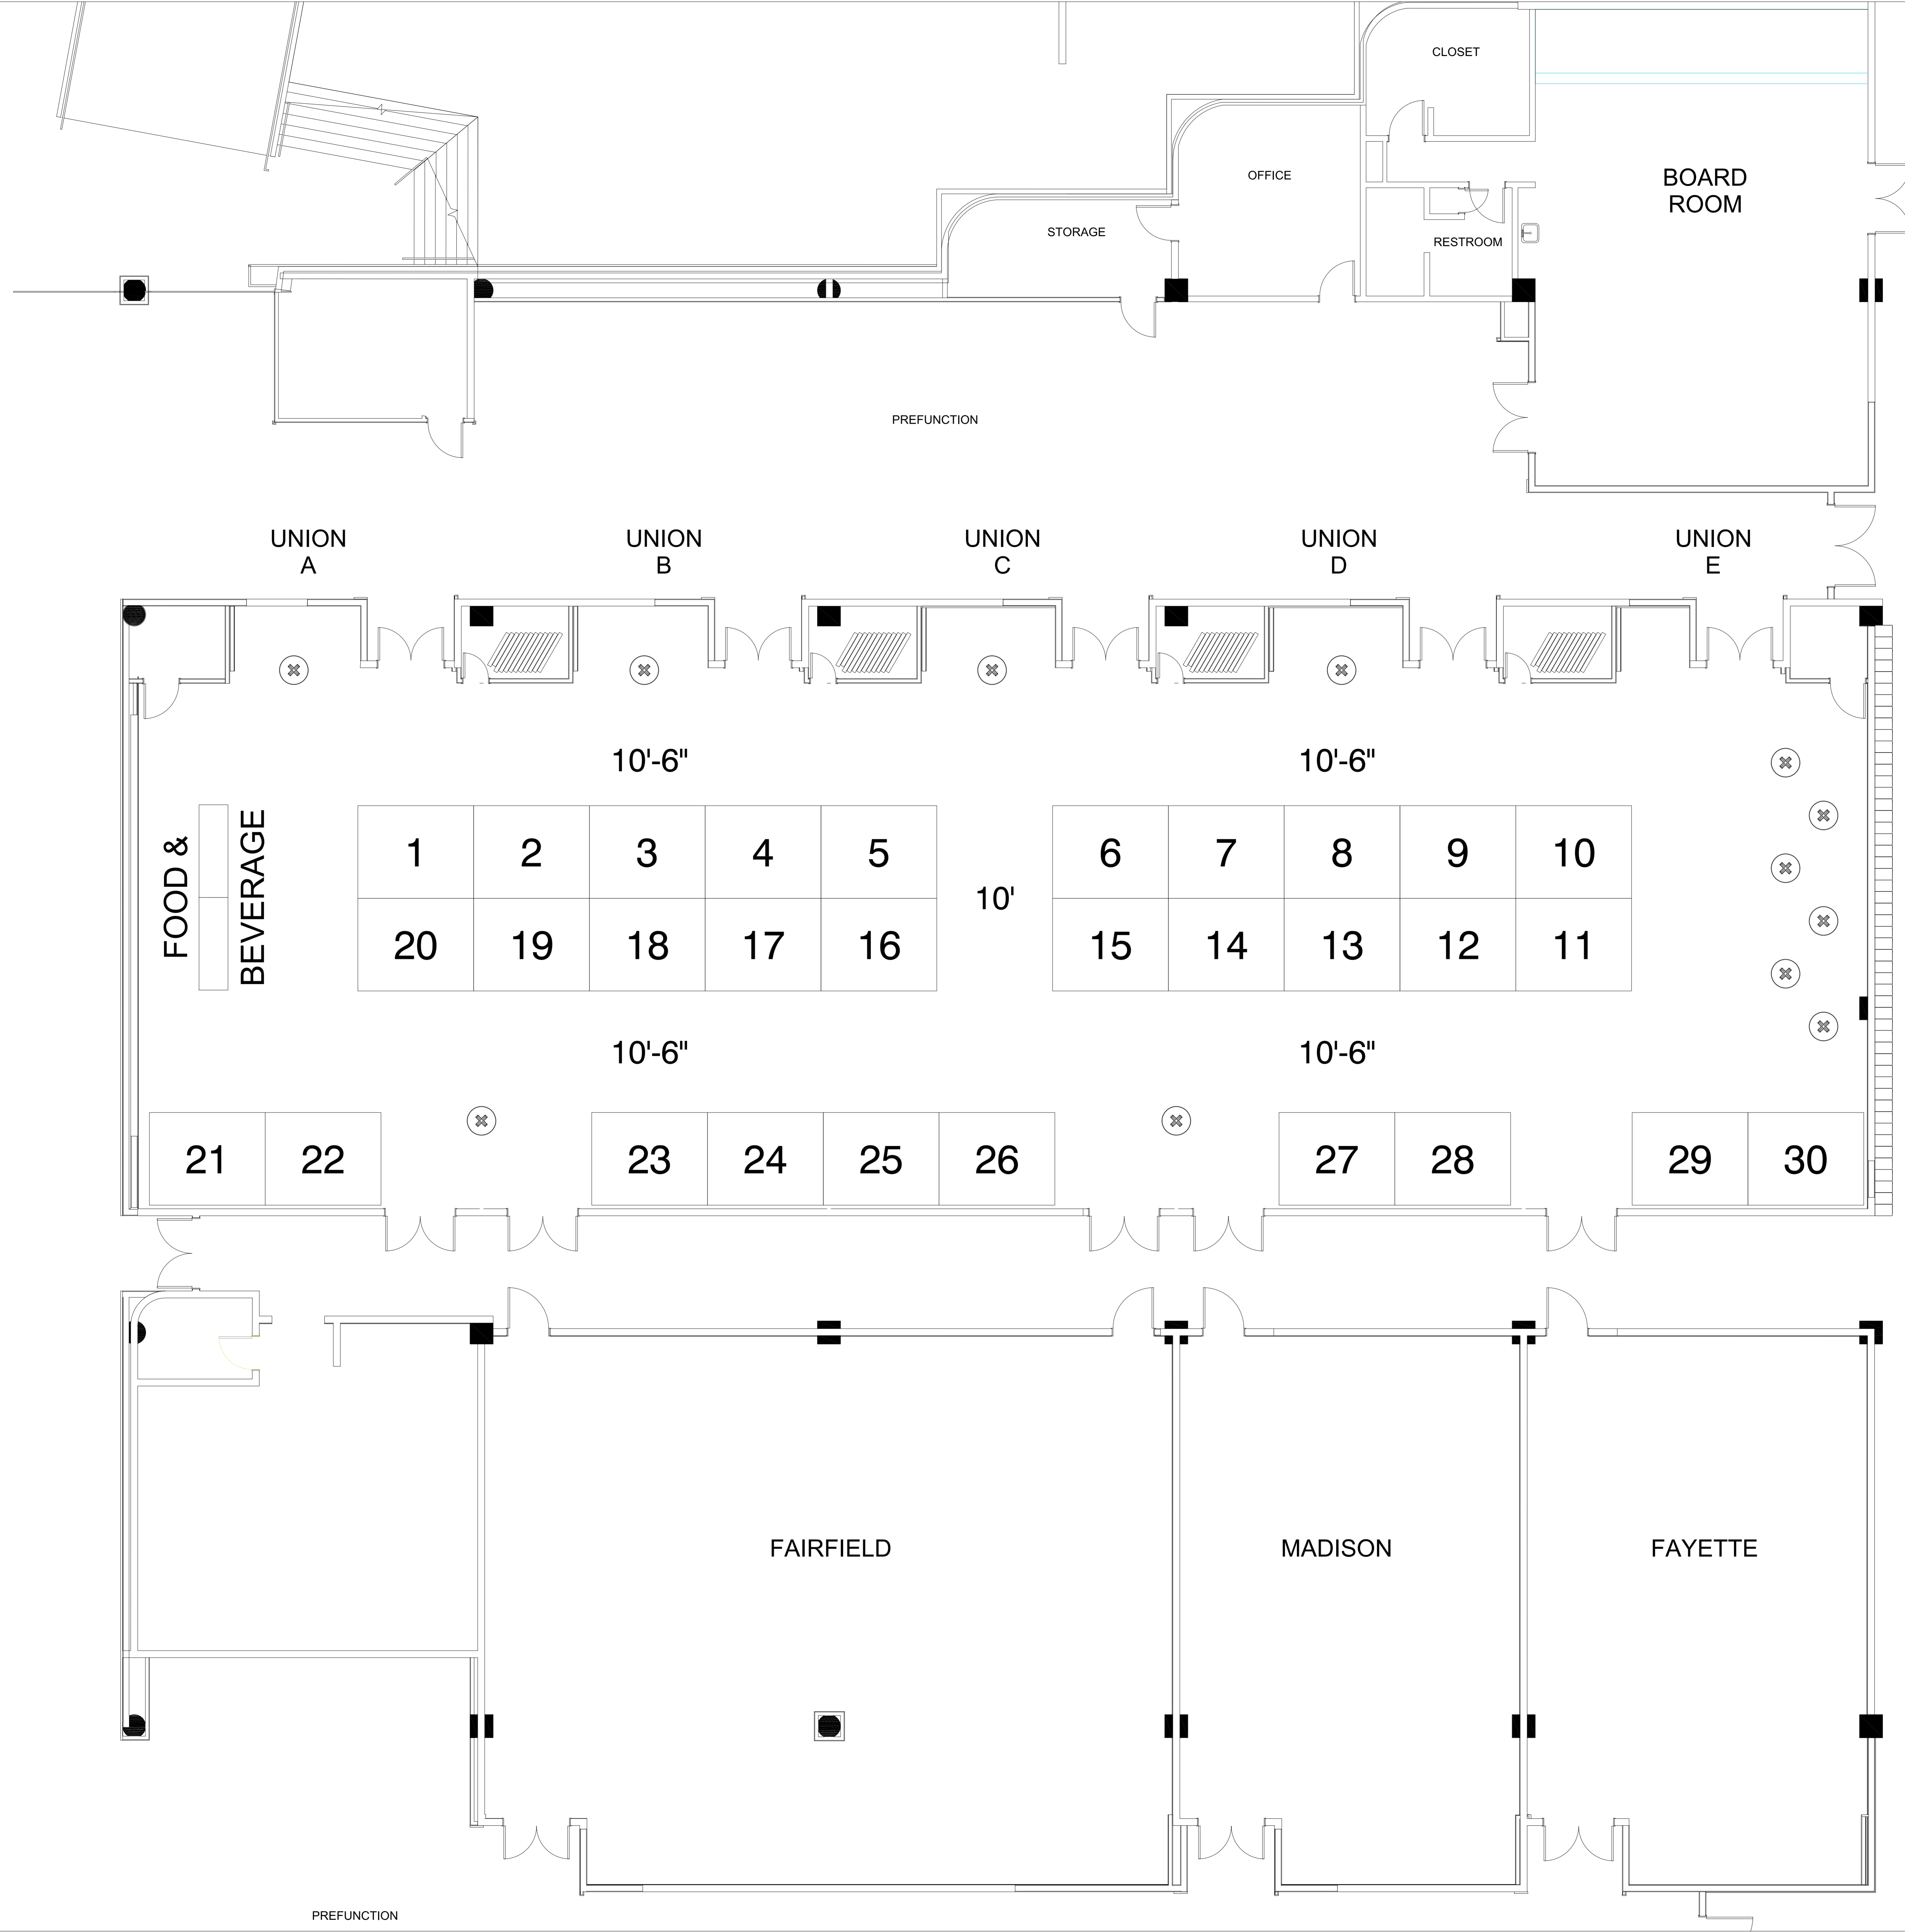 CLOSET
OFFICE
BOARD
ROOM
STORAGE
RESTROOM
PREFUNCTION
UNION
A
UNION
B
UNION
C
UNION
D
UNION
E
10'-6"
10'-6"
FOOD &
BEVERAGE
1
2
3
4
5
6
7
8
9
10
10'
20
19
18
17
16
15
14
13
12
11
10'-6"
10'-6"
21
22
23
24
25
26
27
28
29
30
FAIRFIELD
MADISON
FAYETTE
PREFUNCTION